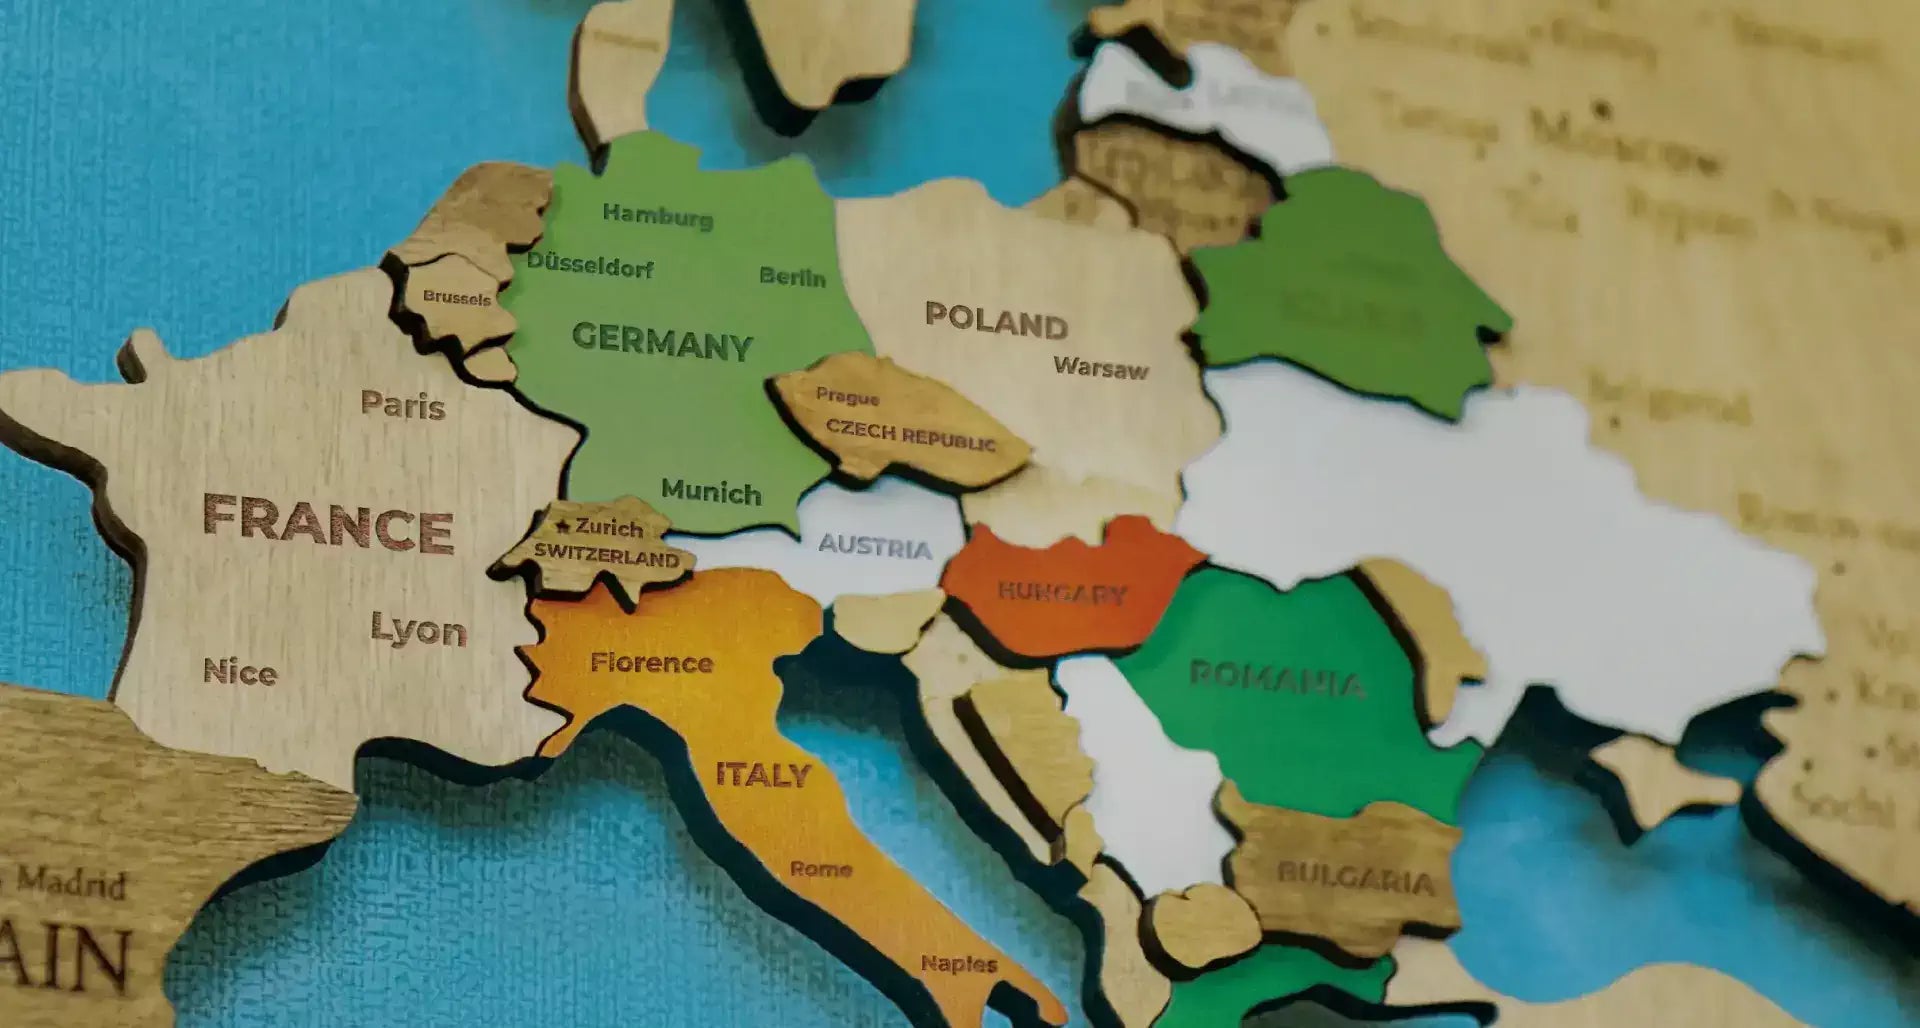 Hamburg
Düsseldorf
Berlin
GERMANY
Brussels
POLAND
Warsaw
Moscow
Paris
Prague
CZECH REPUBLIC
Munich
FRANCE
Zurich
SWITZERLAND
AUSTRIA
HUNGARY
Lyon
Nice
Florence
ROMANIA
ITALY
Sochi
Rome
BULGARIA
Madrid
AIN
Naples